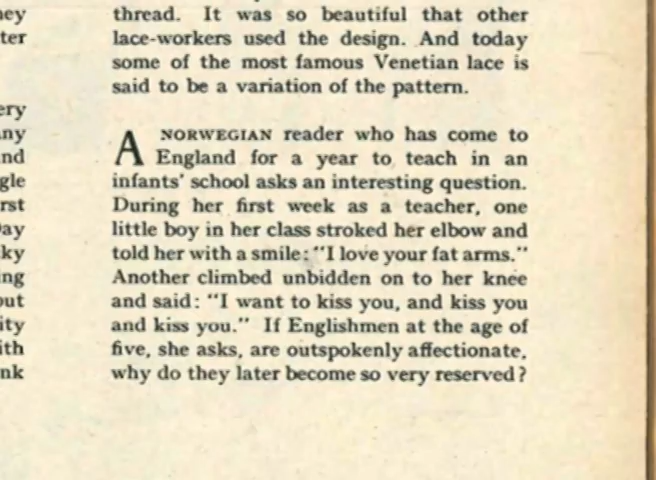 thread. It was so beautiful that other
lace-workers used the design. And today
some of the most famous Venetian lace is
said to be a variation of the pattern.
A NORWEGIAN reader who has come to
England for a year to teach in an
infants' school asks an interesting question.
During her first week as a teacher, one
little boy in her class stroked her elbow and
told her with a smile: "I love your fat arms."
Another climbed unbidden on to her knee
and said: "I want to kiss you, and kiss you
and kiss you." If Englishmen at the age of
five, she asks, are outspokenly affectionate,
why do they later become so very reserved?